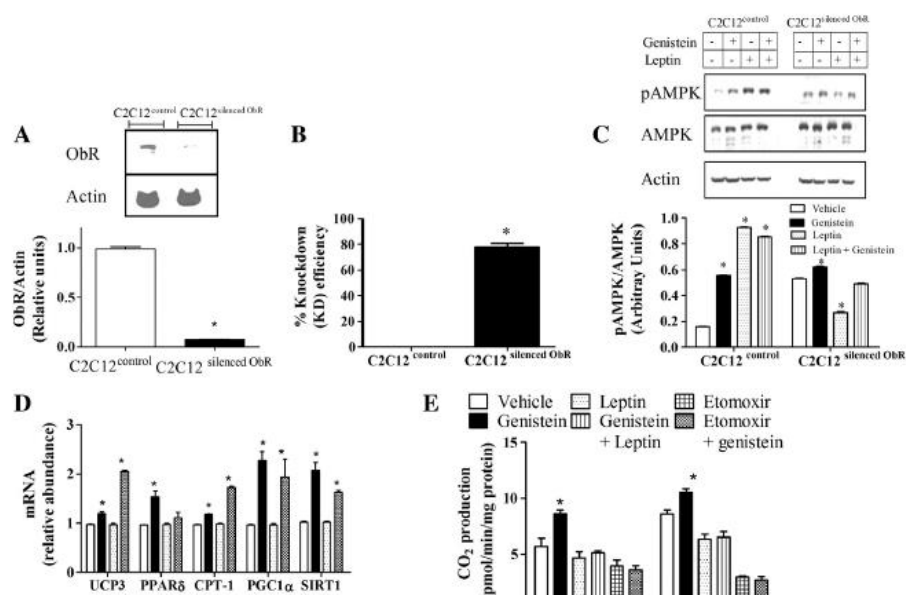 C2C12control C2C12silenced ObR
Genistein - + - + - + - +
Leptin - - + + - - + +
pAMPK
AMPK
Actin
C
A
C2C12control C2C12silenced ObR
ObR
Actin
ObR/Actin
(Relative units)
1.0
0.5
0.0
C2C12control C2C12 silenced ObR
*
B
% Knockdown
(KD) efficiency
100
80
60
40
20
0
*
C2C12control C2C12silenced ObR
pAMPK/AMPK
(Arbitray Units)
1.0
0.8
0.6
0.4
0.2
0.0
Vehicle
Genistein
Leptin
Leptin + Genistein
* * * * *
C2C12control C2C12silenced ObR
D
mRNA
(relative abundance)
3
2
1
0
* * * * * * * * *
UCP3 PPARδ CPT-1 PGC1α SIRT1
E
Vehicle Leptin Etomoxir
Genistein Genistein Etomoxir
+ Leptin + genistein
CO2 production
pmol/min/mg protein)
15
10
5
* *